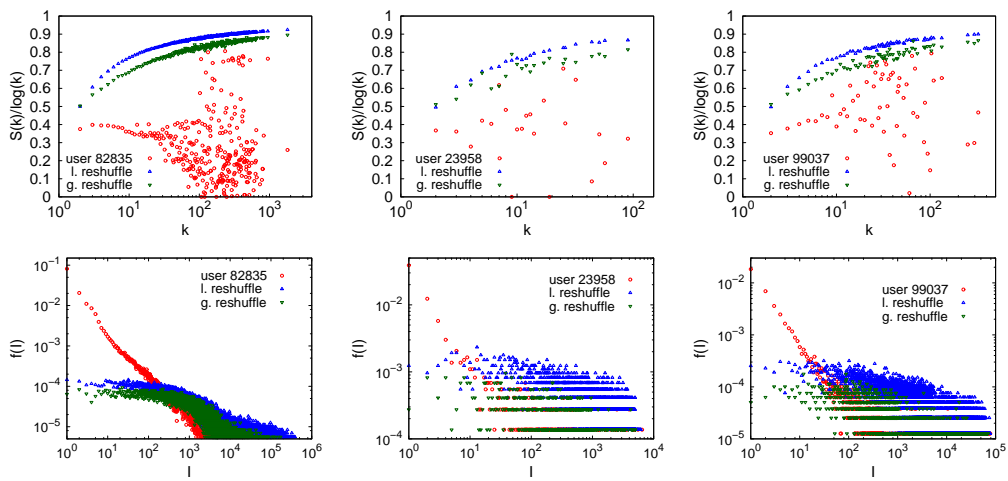 1
0.9
0.8
0.7
0.6
0.5
0.4
0.3
0.2
0.1
0
S(k)/log(k)
user 82835
l. reshuffle
g. reshuffle
10^0 10^1 10^2 10^3
k
1
0.9
0.8
0.7
0.6
0.5
0.4
0.3
0.2
0.1
0
S(k)/log(k)
user 23958
l. reshuffle
g. reshuffle
10^0 10^1 10^2
k
1
0.9
0.8
0.7
0.6
0.5
0.4
0.3
0.2
0.1
0
S(k)/log(k)
user 99037
l. reshuffle
g. reshuffle
10^0 10^1 10^2
k
10^-1
10^-2
10^-3
10^-4
10^-5
f(l)
user 82835
l. reshuffle
g. reshuffle
10^0 10^1 10^2 10^3 10^4 10^5 10^6
l
10^-2
10^-3
10^-4
f(l)
user 23958
l. reshuffle
g. reshuffle
10^0 10^1 10^2 10^3 10^4
l
10^-2
10^-3
10^-4
10^-5
f(l)
user 99037
l. reshuffle
g. reshuffle
10^0 10^1 10^2 10^3 10^4 10^5
l